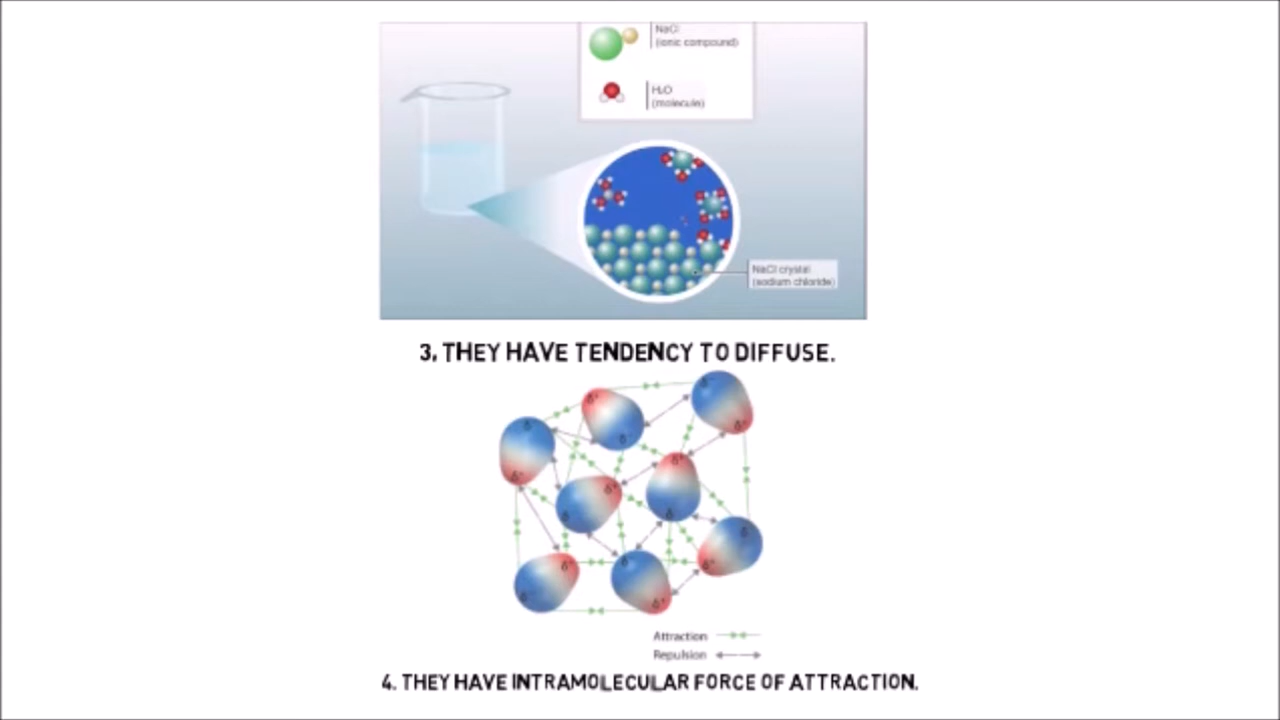 NaCl
(ionic compound)
H₂O
(molecule)
NaCl crystal
(sodium chloride)
3. THEY HAVE TENDENCY TO DIFFUSE.
δ⁻ δ⁺ δ⁺ δ⁻ δ⁻ δ⁺
δ⁺ δ⁻ δ⁺ δ⁻ δ⁻ δ⁺
δ⁺ δ⁻ δ⁻ δ⁺
Attraction
Repulsion
4. THEY HAVE INTRAMOLECULAR FORCE OF ATTRACTION.